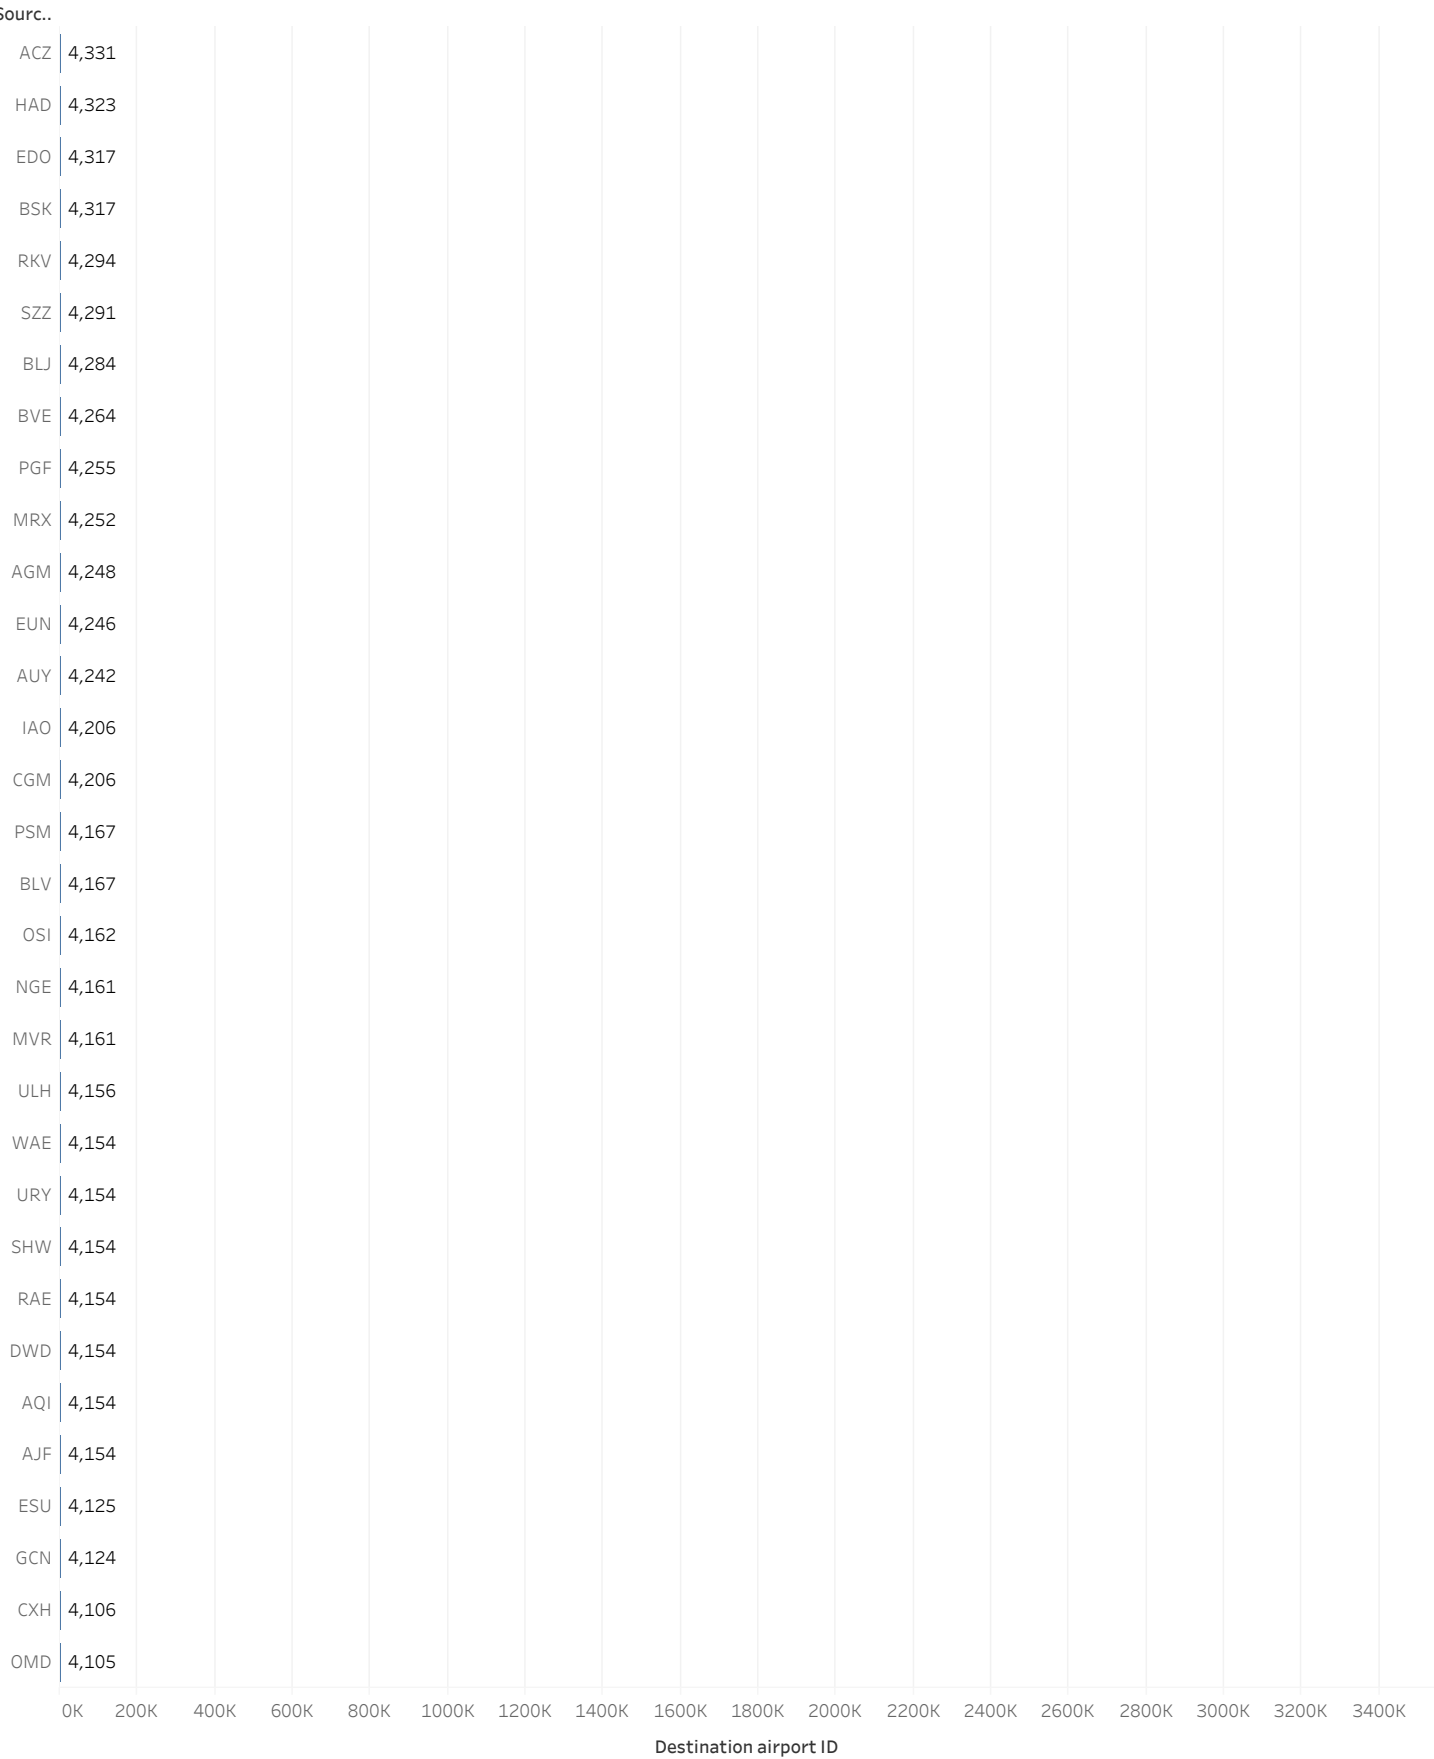 Sourc..
ACZ 4,331
HAD 4,323
EDO 4,317
BSK 4,317
RKV 4,294
SZZ 4,291
BLJ 4,284
BVE 4,264
PGF 4,255
MRX 4,252
AGM 4,248
EUN 4,246
AUY 4,242
IAO 4,206
CGM 4,206
PSM 4,167
BLV 4,167
OSI 4,162
NGE 4,161
MVR 4,161
ULH 4,156
WAE 4,154
URY 4,154
SHW 4,154
RAE 4,154
DWD 4,154
AQI 4,154
AJF 4,154
ESU 4,125
GCN 4,124
CXH 4,106
OMD 4,105
0K 200K 400K 600K 800K 1000K 1200K 1400K 1600K 1800K 2000K 2200K 2400K 2600K 2800K 3000K 3200K 3400K
Destination airport ID